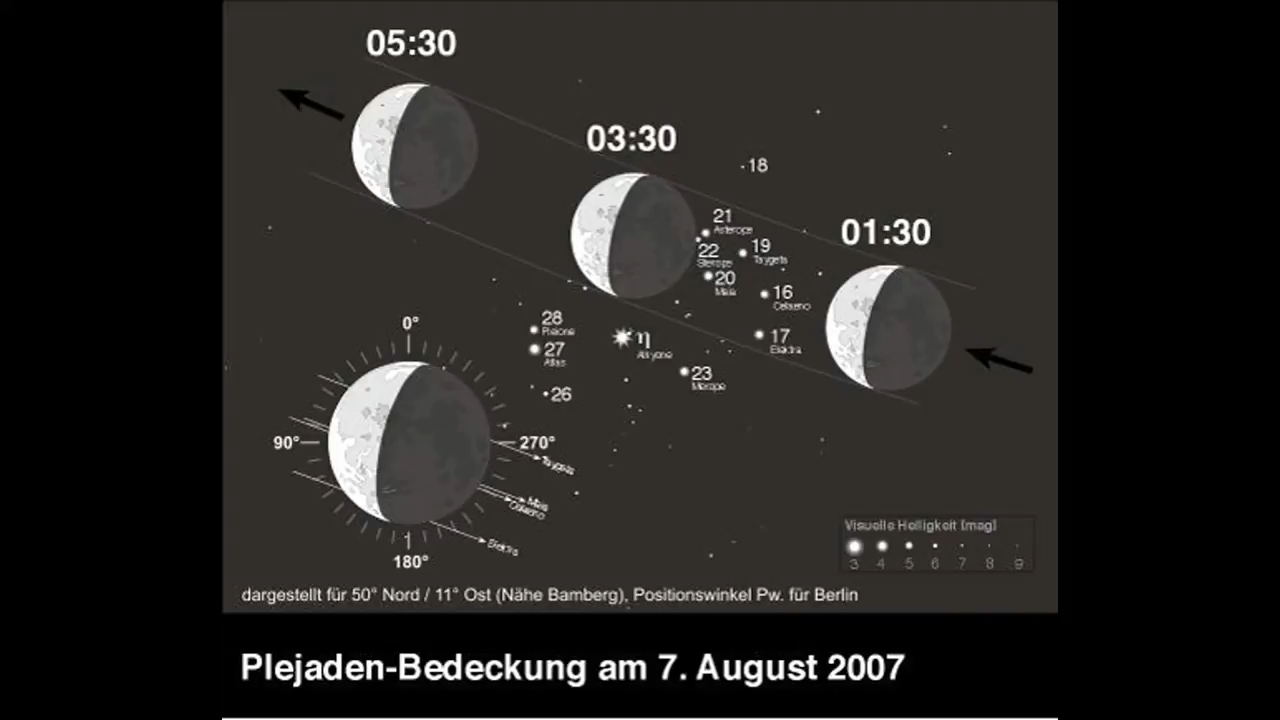 05:30
03:30
18
21
Asterope
01:30
22
Sterope
19
Taygeta
20
Maia
16
Celaeno
28
Pleione
η
Alkyone
17
Elektra
27
Atlas
23
Merope
26
0°
90°
270°
Taygeta
Maia
Celaeno
Elektra
180°
Visuelle Helligkeit [mag]
3 4 5 6 7 8 9
dargestellt für 50° Nord / 11° Ost (Nähe Bamberg), Positionswinkel Pw. für Berlin
Plejaden-Bedeckung am 7. August 2007